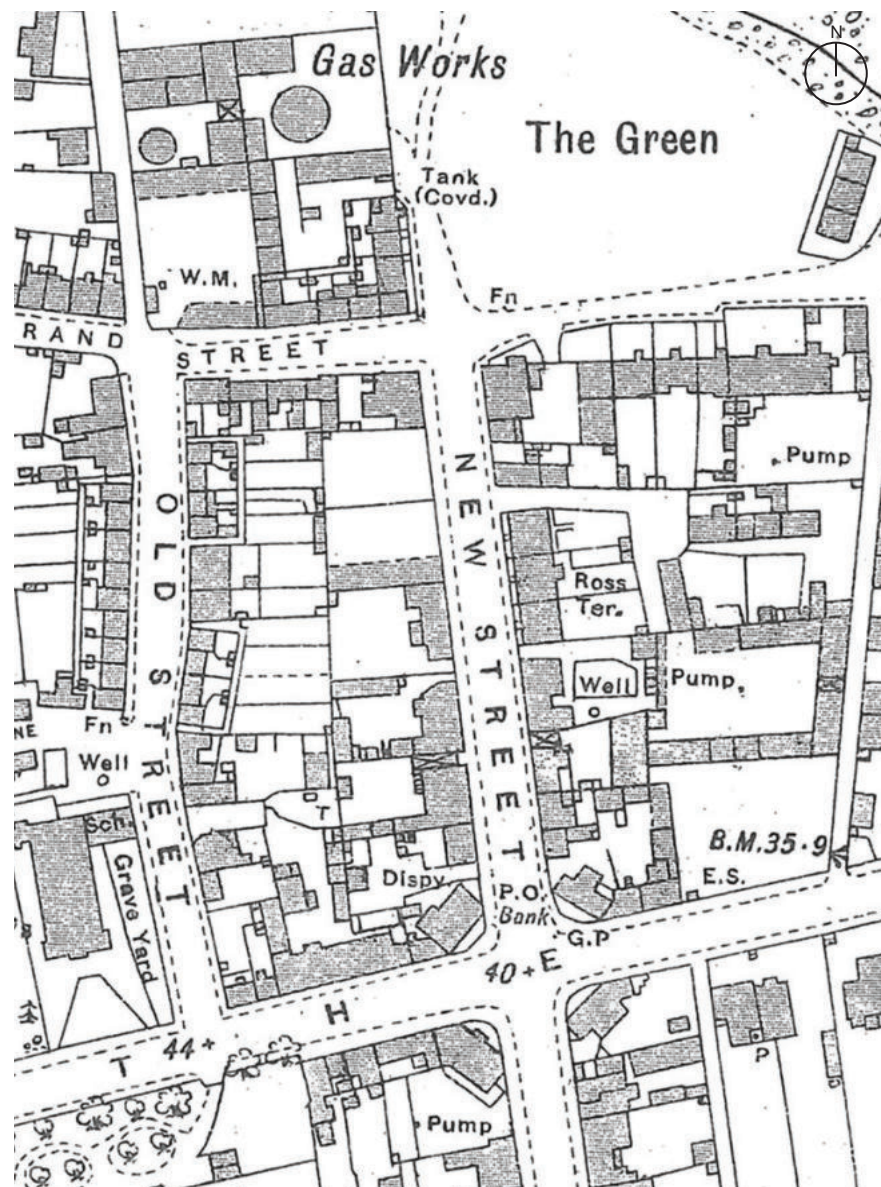 N
Gas Works
The Green
Tank
(Covd.)
W.M.
Fn
RAND STREET
NEW STREET
OLD STREET
Pump
Ross
Ter.
Well
Pump
Fn
NE
Well
Sch.
Grave Yard
T
Dispy
B.M.35·9
E.S.
P.O
Bank
G.P
40+
E
H
44+
T
P
Pump